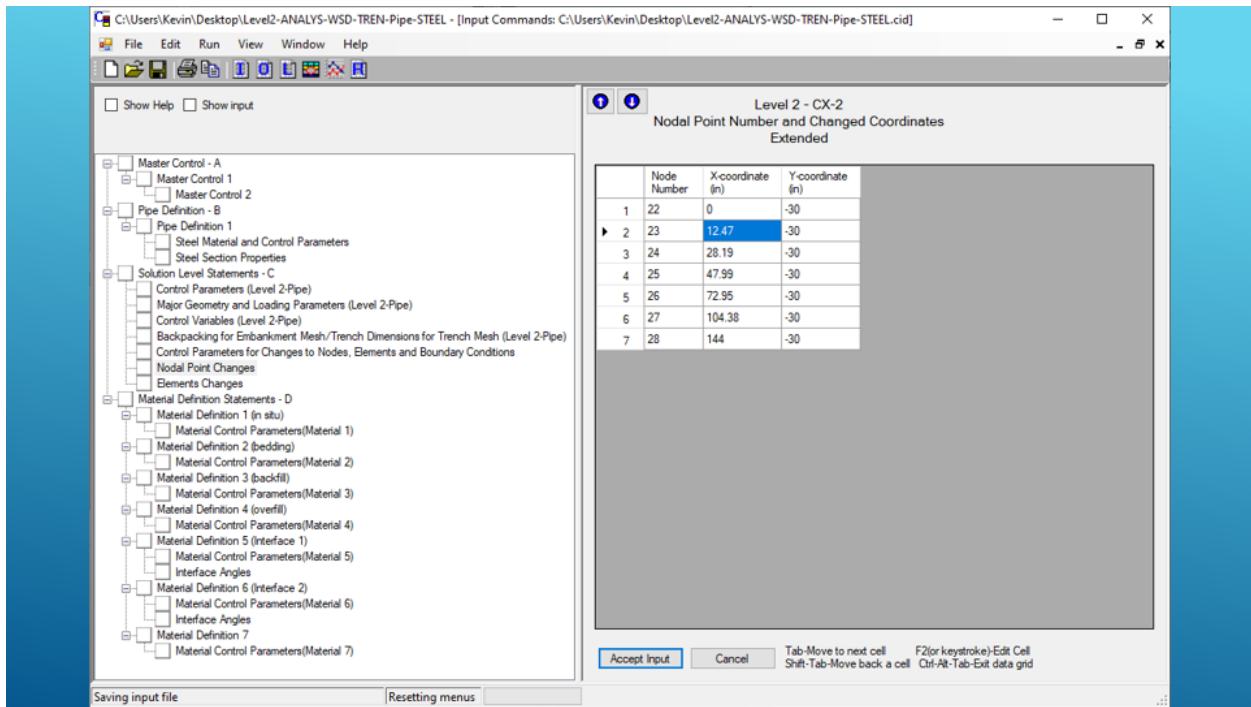 C:\Users\Kevin\Desktop\Level2-ANALYS-WSD-TREN-Pipe-STEEL - [Input Commands: C:\Users\Kevin\Desktop\Level2-ANALYS-WSD-TREN-Pipe-STEEL.cid]
File Edit Run View Window Help
Show Help Show input
Master Control - A
Master Control 1
Master Control 2
Pipe Definition - B
Pipe Definition 1
Steel Material and Control Parameters
Steel Section Properties
Solution Level Statements - C
Control Parameters (Level 2-Pipe)
Major Geometry and Loading Parameters (Level 2-Pipe)
Control Variables (Level 2-Pipe)
Backpacking for Embankment Mesh/Trench Dimensions for Trench Mesh (Level 2-Pipe)
Control Parameters for Changes to Nodes, Elements and Boundary Conditions
Nodal Point Changes
Elements Changes
Material Definition Statements - D
Material Definition 1 (in situ)
Material Control Parameters(Material 1)
Material Definition 2 (bedding)
Material Control Parameters(Material 2)
Material Definition 3 (backfill)
Material Control Parameters(Material 3)
Material Definition 4 (overfill)
Material Control Parameters(Material 4)
Material Definition 5 (Interface 1)
Material Control Parameters(Material 5)
Interface Angles
Material Definition 6 (Interface 2)
Material Control Parameters(Material 6)
Interface Angles
Material Definition 7
Material Control Parameters(Material 7)
Level 2 - CX-2
Nodal Point Number and Changed Coordinates
Extended
Node Number X-coordinate (in) Y-coordinate (in)
1 22 0 -30
2 23 12.47 -30
3 24 28.19 -30
4 25 47.99 -30
5 26 72.95 -30
6 27 104.38 -30
7 28 144 -30
Accept Input Cancel
Tab-Move to next cell F2(or keystroke)-Edit Cell
Shift-Tab-Move back a cell Ctrl-Alt-Tab-Exit data grid
Saving input file Resetting menus